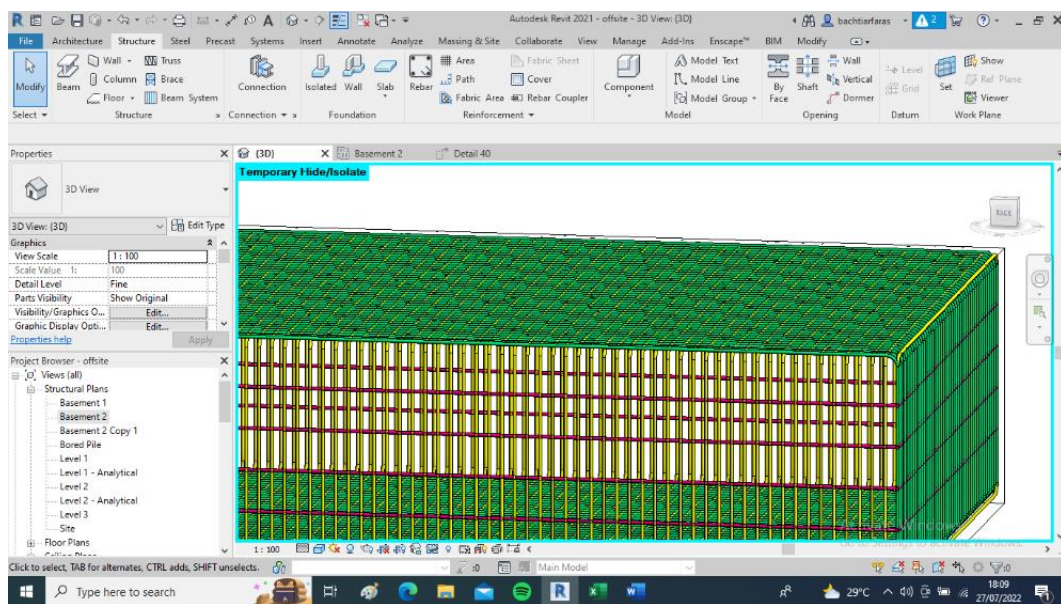 Autodesk Revit 2021 - offsite - 3D View: {3D}
bachtiarfaras
2
File Architecture Structure Steel Precast Systems Insert Annotate Analyze Massing & Site Collaborate View Manage Add-Ins Enscape™ BIM Modify
Modify
Beam
Wall
Truss
Column
Brace
Floor
Beam System
Connection
Isolated
Wall
Slab
Rebar
Area
Fabric Sheet
Path
Cover
Fabric Area
Rebar Coupler
Component
Model Text
Model Line
Model Group
By Face
Shaft
Wall
Vertical
Dormer
Level
Grid
Set
Show
Ref Plane
Viewer
Select
Structure
Connection
Foundation
Reinforcement
Model
Opening
Datum
Work Plane
Properties
{3D}
Basement 2
Detail 40
3D View
3D View: {3D}
Edit Type
Graphics
View Scale 1 : 100
Scale Value 1: 100
Detail Level Fine
Parts Visibility Show Original
Visibility/Graphics O... Edit...
Graphic Display Opti... Edit...
Properties help
Apply
Project Browser - offsite
Views (all)
Structural Plans
Basement 1
Basement 2
Basement 2 Copy 1
Bored Pile
Level 1
Level 1 - Analytical
Level 2
Level 2 - Analytical
Level 3
Site
Floor Plans
Temporary Hide/Isolate
BACK
Activate Windows
Go to Settings to activate Windows.
1 : 100
Click to select, TAB for alternates, CTRL adds, SHIFT unselects.
:0
Main Model
:0
Type here to search
29°C
18:09
27/07/2022